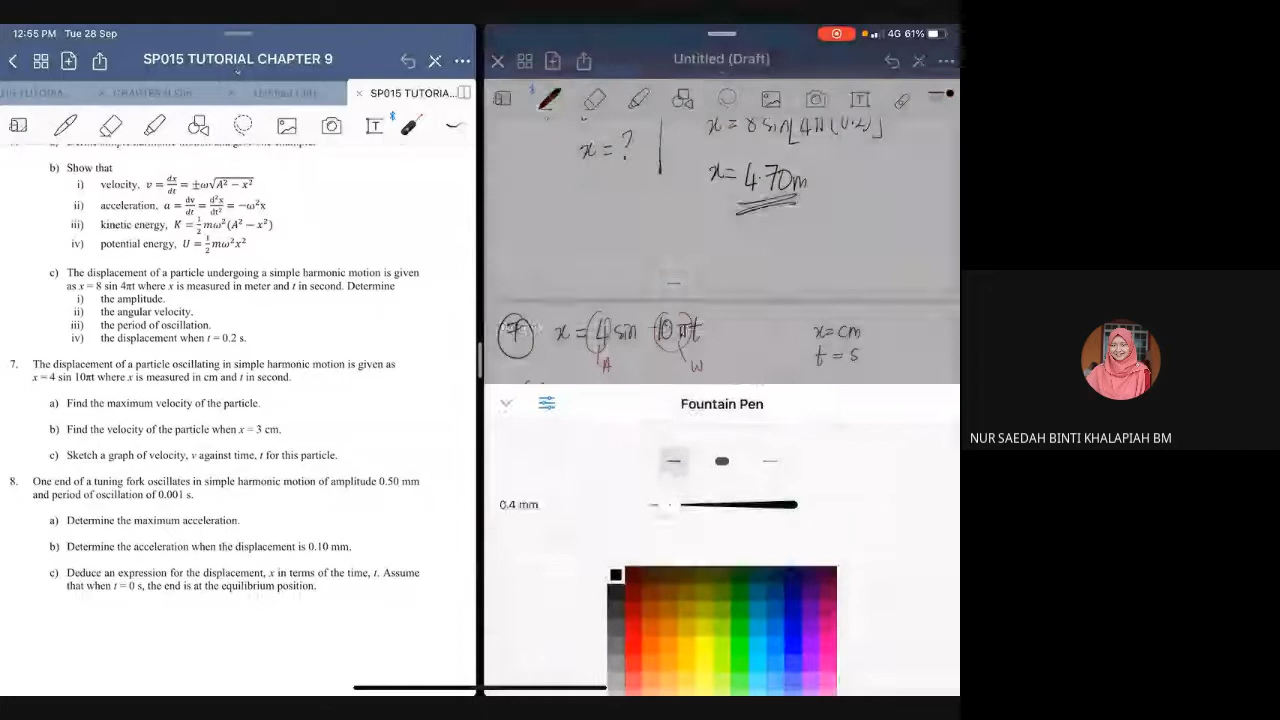 12:55 PM Tue 28 Sep
SP015 TUTORIAL CHAPTER 9
SP015 TUTORIA...
b) Show that
i) velocity, v = dx/dt = ±ω√(A² − x²)
ii) acceleration, a = dv/dt = d²x/dt² = −ω²x
iii) kinetic energy, K = 1/2 mω²(A² − x²)
iv) potential energy, U = 1/2 mω²x²
c) The displacement of a particle undergoing a simple harmonic motion is given
as x = 8 sin 4πt where x is measured in meter and t in second. Determine
i) the amplitude.
ii) the angular velocity.
iii) the period of oscillation.
iv) the displacement when t = 0.2 s.
7. The displacement of a particle oscillating in simple harmonic motion is given as
x = 4 sin 10πt where x is measured in cm and t in second.
a) Find the maximum velocity of the particle.
b) Find the velocity of the particle when x = 3 cm.
c) Sketch a graph of velocity, v against time, t for this particle.
8. One end of a tuning fork oscillates in simple harmonic motion of amplitude 0.50 mm
and period of oscillation of 0.001 s.
a) Determine the maximum acceleration.
b) Determine the acceleration when the displacement is 0.10 mm.
c) Deduce an expression for the displacement, x in terms of the time, t. Assume
that when t = 0 s, the end is at the equilibrium position.
4G 61%
Untitled (Draft)
x = ?
x = 8 sin[4π(0.2)]
x = 4.70m
7 x = 4 sin 10πt
A w
x = cm
t = s
Fountain Pen
0.4 mm
NUR SAEDAH BINTI KHALAPIAH BM